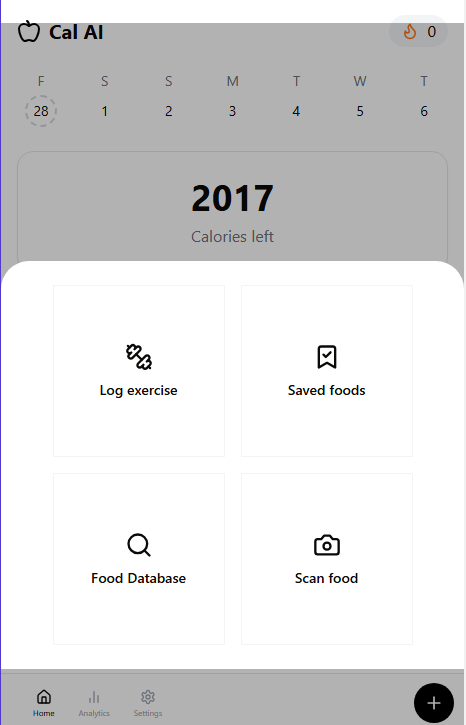 Cal AI
0
F S S M T W T
28 1 2 3 4 5 6
2017
Calories left
Log exercise Saved foods
Food Database Scan food
Home Analytics Settings